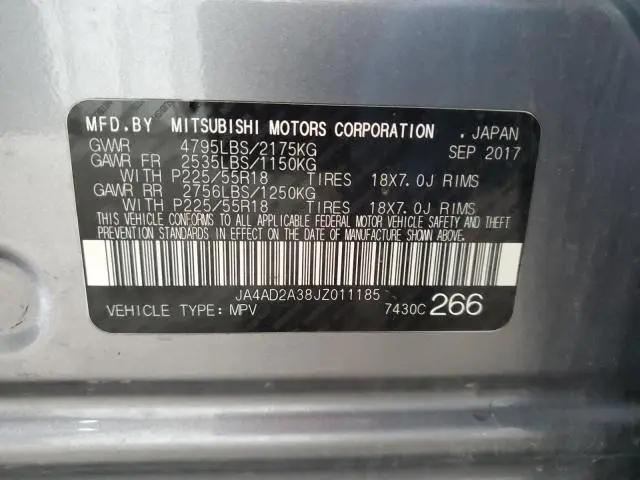 MFD.BY MITSUBISHI MOTORS CORPORATION . JAPAN
GVWR 4795LBS/2175KG SEP 2017
GAWR FR 2535LBS/1150KG
WITH P225/55R18 TIRES 18X7.0J RIMS
GAWR RR 2756LBS/1250KG
WITH P225/55R18 TIRES 18X7.0J RIMS
THIS VEHICLE CONFORMS TO ALL APPLICABLE FEDERAL MOTOR VEHICLE SAFETY AND THEFT
PREVENTION STANDARDS IN EFFECT ON THE DATE OF MANUFACTURE SHOWN ABOVE.
JA4AD2A38JZ011185
VEHICLE TYPE:MPV 7430C 266